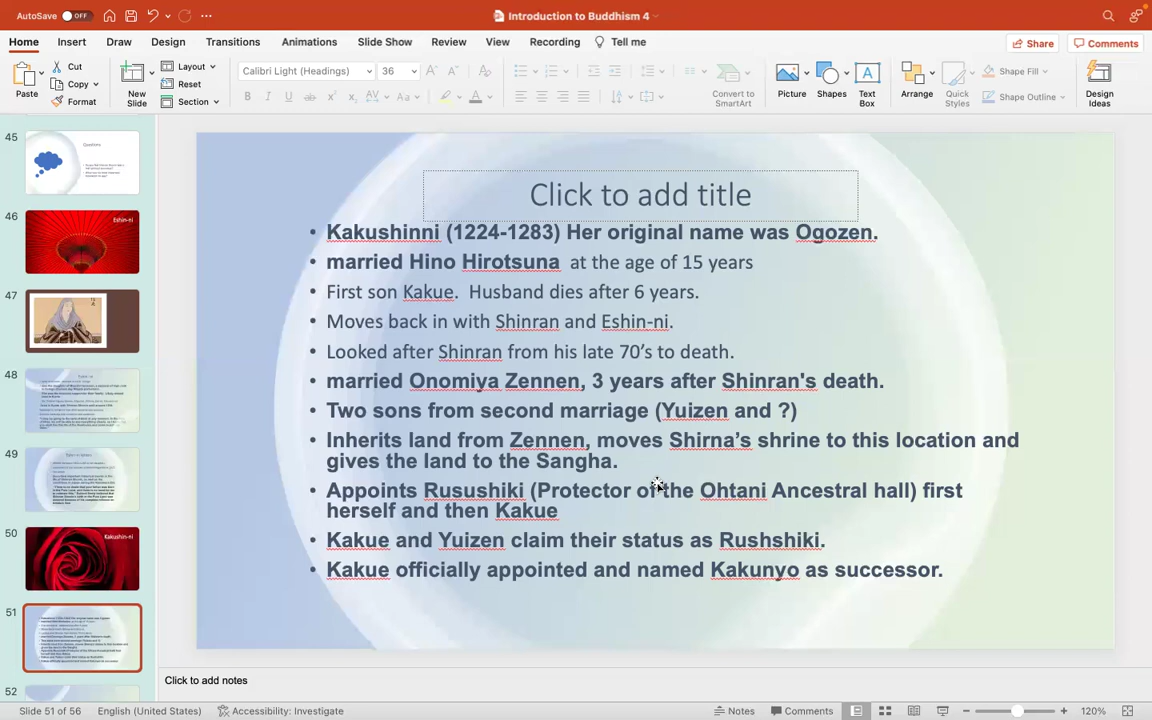 AutoSave OFF
Introduction to Buddhism 4
Home Insert Draw Design Transitions Animations Slide Show Review View Recording Tell me
Share Comments
Paste
Cut
Copy
Format
New Slide
Layout
Reset
Section
Calibri Light (Headings) 36
Convert to SmartArt
Picture
Shapes
Text Box
Arrange
Quick Styles
Shape Fill
Shape Outline
Design Ideas
45
Questions
46
Eshin-ni
47
48
49
50
Kakushin-ni
51
52
Click to add title
• Kakushinni (1224-1283) Her original name was Ogozen.
• married Hino Hirotsuna at the age of 15 years
• First son Kakue. Husband dies after 6 years.
• Moves back in with Shinran and Eshin-ni.
• Looked after Shinran from his late 70’s to death.
• married Onomiya Zennen, 3 years after Shinran's death.
• Two sons from second marriage (Yuizen and ?)
• Inherits land from Zennen, moves Shirna’s shrine to this location and
gives the land to the Sangha.
• Appoints Rusushiki (Protector of the Ohtani Ancestral hall) first
herself and then Kakue
• Kakue and Yuizen claim their status as Rushshiki.
• Kakue officially appointed and named Kakunyo as successor.
Click to add notes
Slide 51 of 56 English (United States) Accessibility: Investigate
Notes Comments 120%